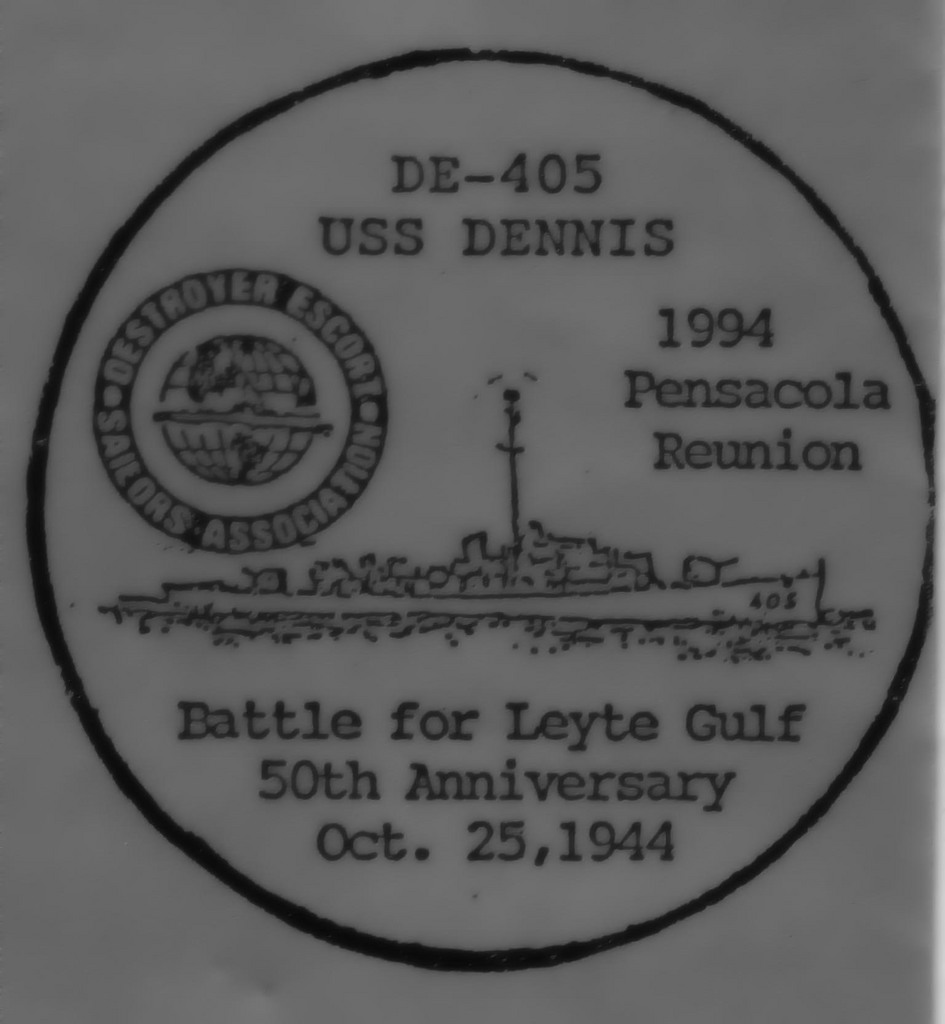 DE-405
USS DENNIS
DESTROYER ESCORT
SAILORS ASSOCIATION
1994
Pensacola
Reunion
405
Battle for Leyte Gulf
50th Anniversary
Oct. 25,1944